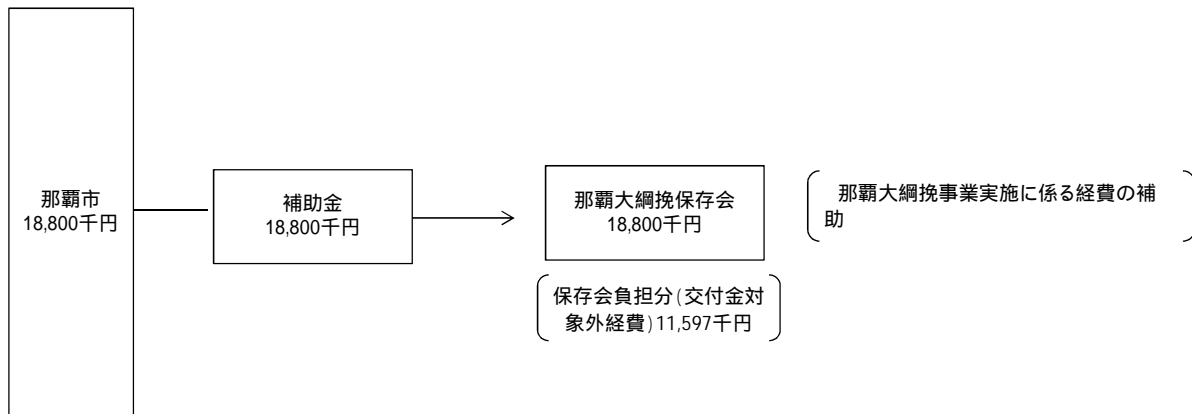 那覇市
18,800千円
補助金
18,800千円
那覇大綱挽保存会
18,800千円
那覇大綱挽事業実施に係る経費の補
助
保存会負担分(交付金対
象外経費)11,597千円